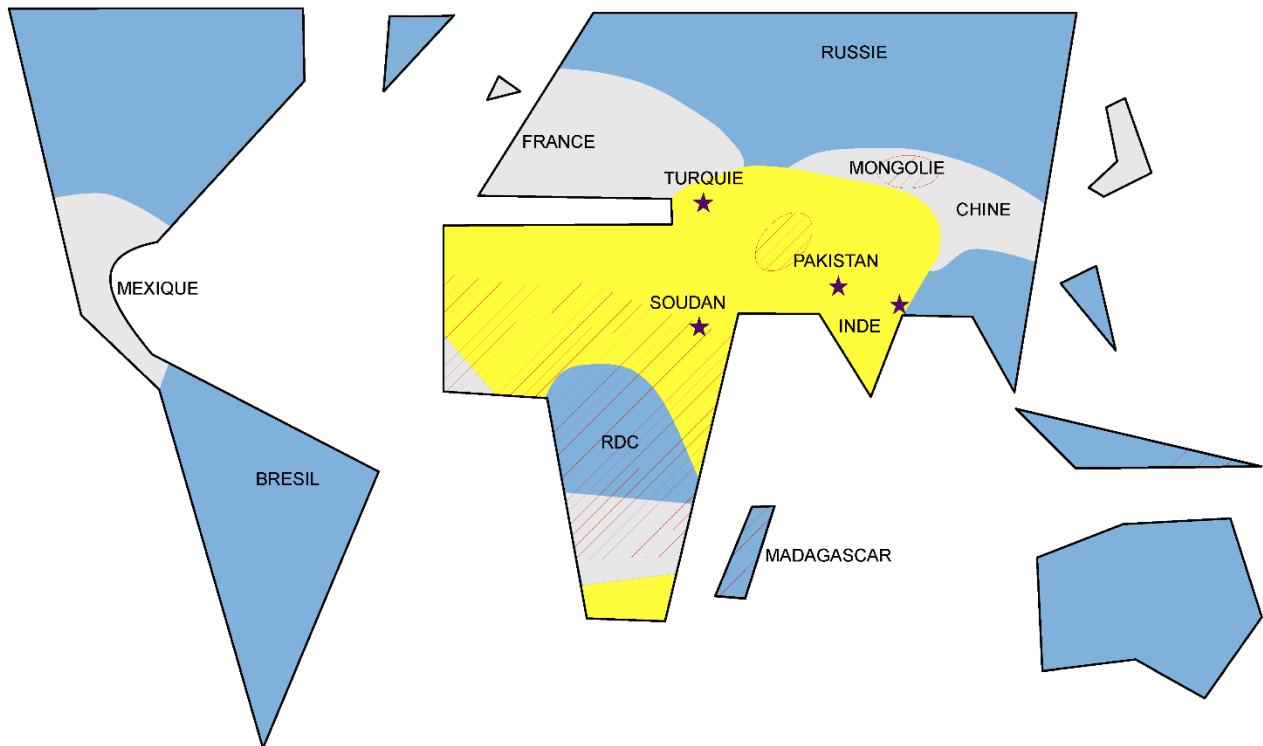 RUSSIE
FRANCE
MONGOLIE
TURQUIE
CHINE
PAKISTAN
MEXIQUE
SOUDAN
INDE
RDC
BRESIL
MADAGASCAR